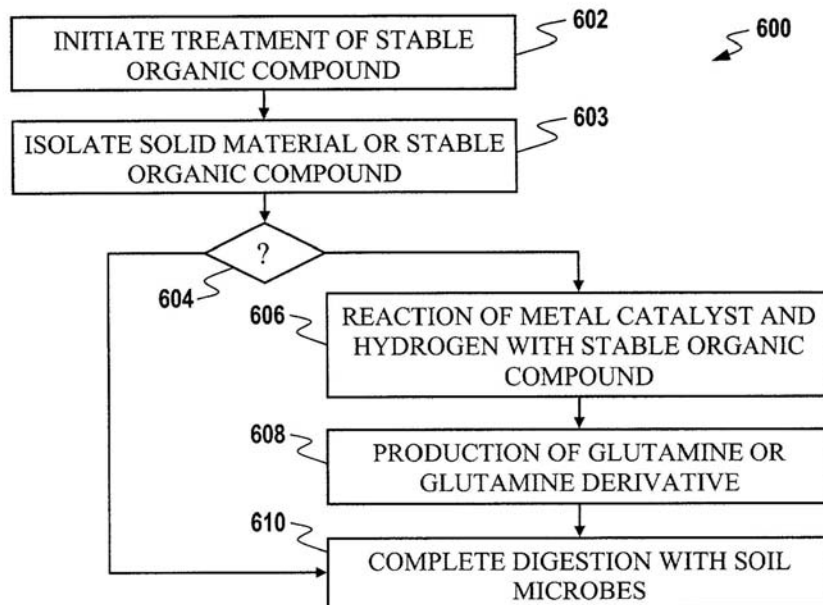 602
600
INITIATE TREATMENT OF STABLE
ORGANIC COMPOUND
603
ISOLATE SOLID MATERIAL OR STABLE
ORGANIC COMPOUND
?
604
606
REACTION OF METAL CATALYST AND
HYDROGEN WITH STABLE ORGANIC
COMPOUND
608
PRODUCTION OF GLUTAMINE OR
GLUTAMINE DERIVATIVE
610
COMPLETE DIGESTION WITH SOIL
MICROBES